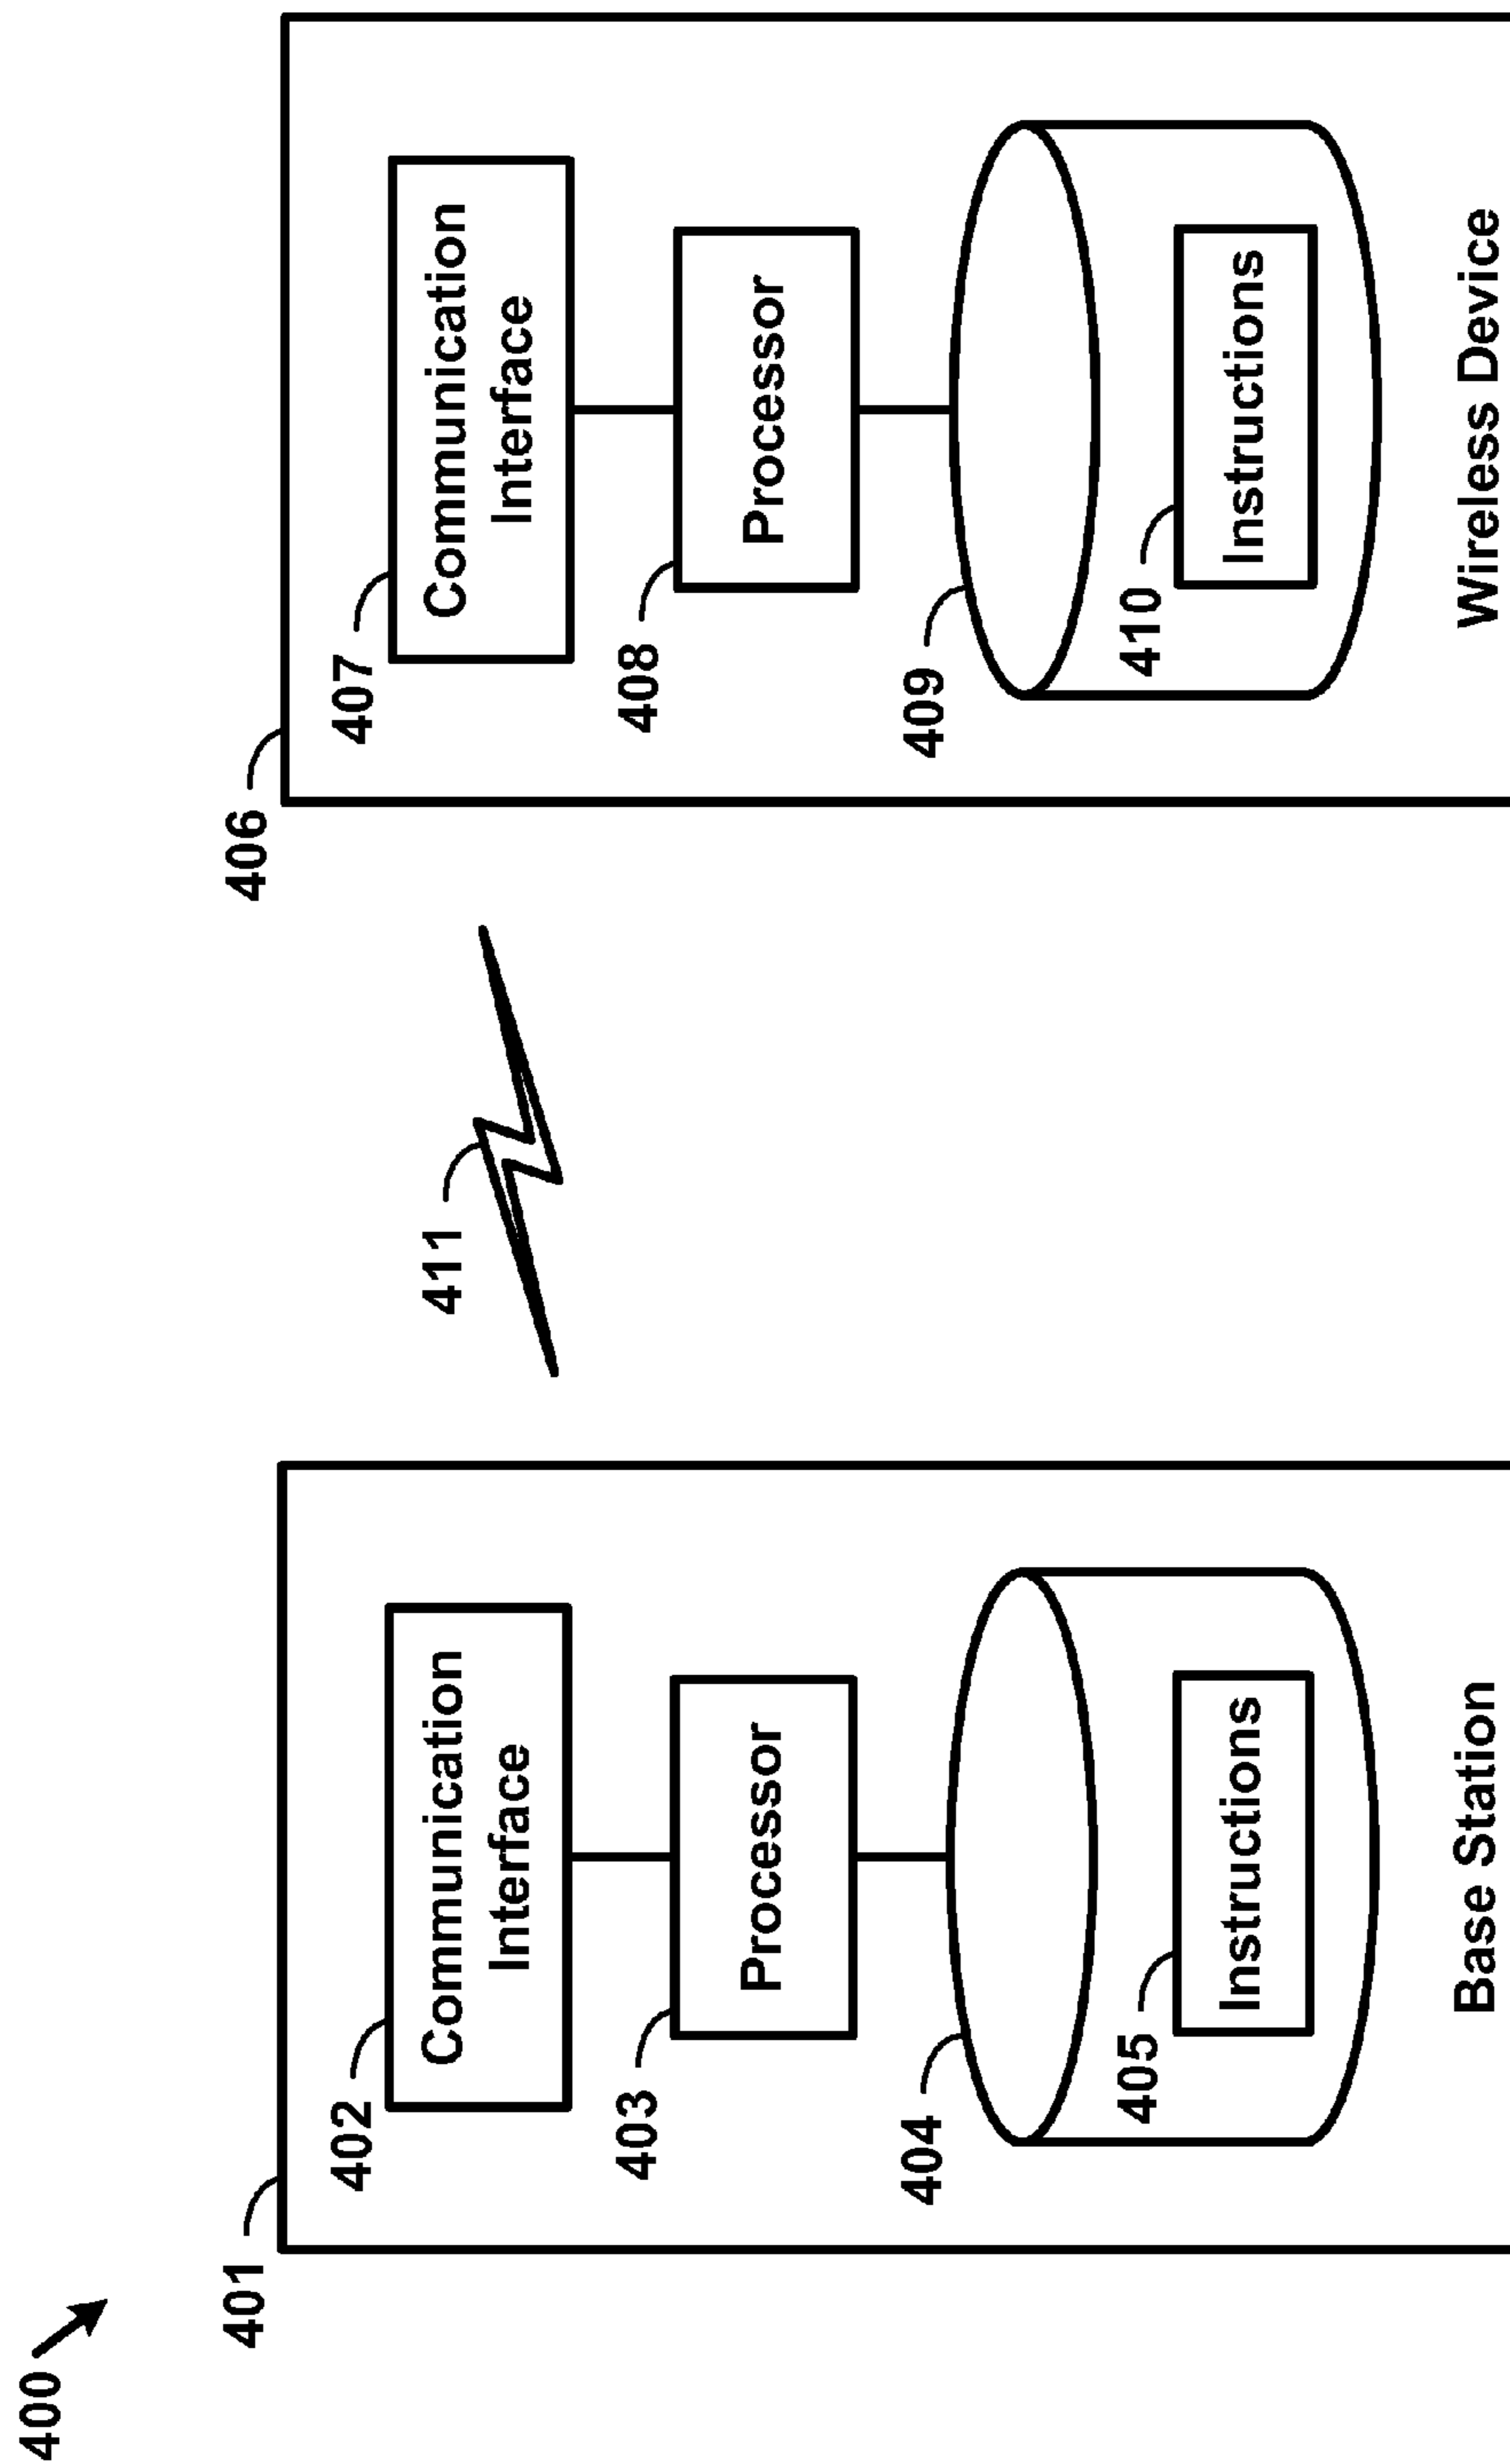 400
401
402
Communication
Interface
403
Processor
404
405
Instructions
Base Station
411
406
407
Communication
Interface
408
Processor
409
410
Instructions
Wireless Device